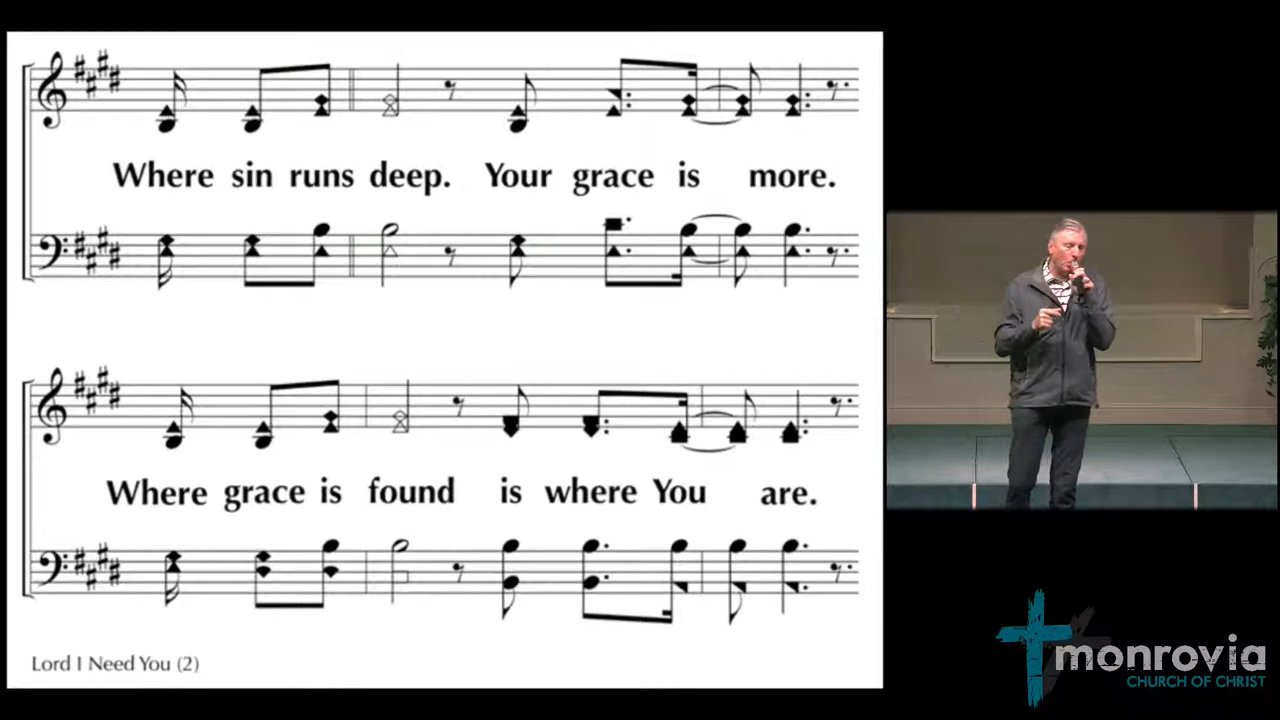 Where sin runs deep. Your grace is more.
Where grace is found is where You are.
Lord I Need You (2)
monrovia
CHURCH OF CHRIST